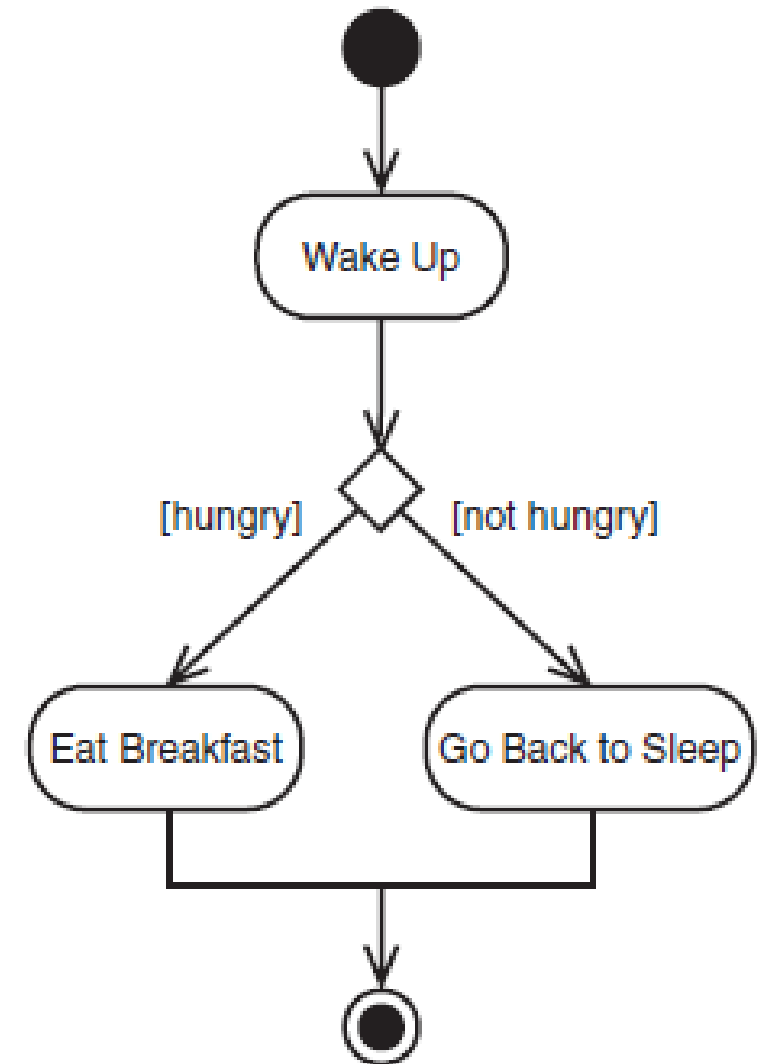 Wake Up
[hungry]
[not hungry]
Eat Breakfast
Go Back to Sleep